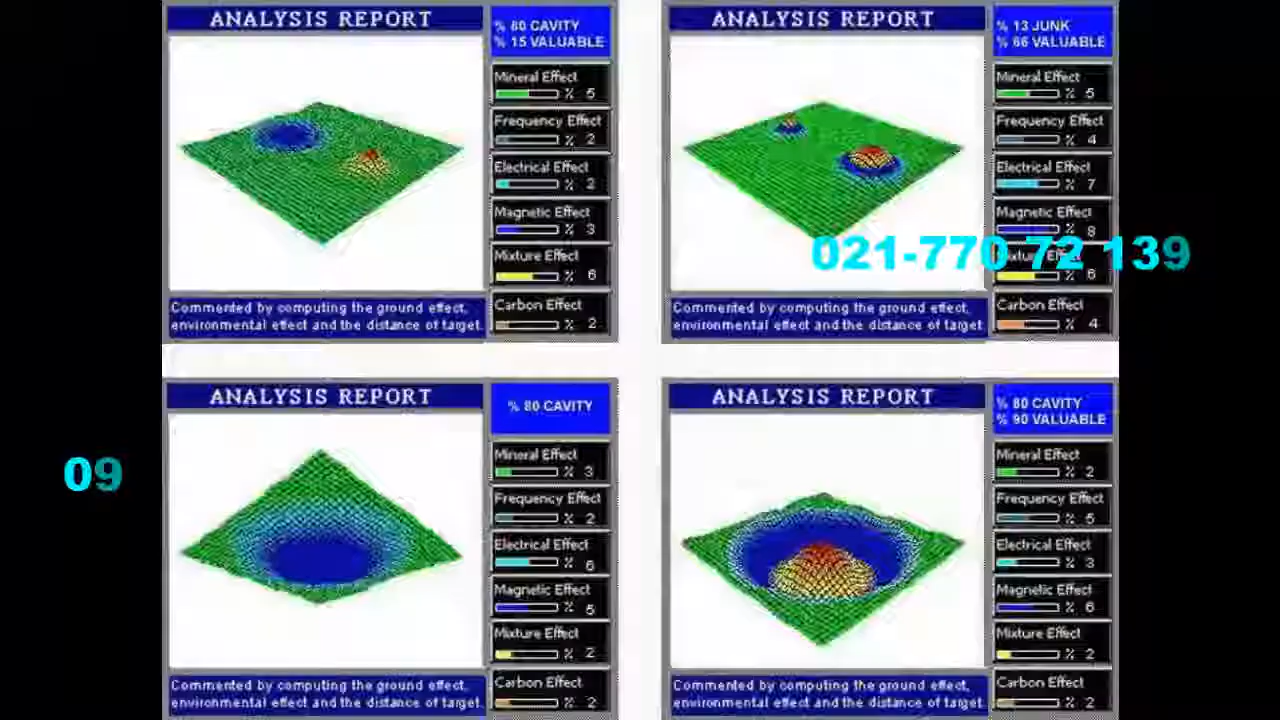 ANALYSIS REPORT
% 80 CAVITY
% 15 VALUABLE
Mineral Effect
% 5
Frequency Effect
% 2
Electrical Effect
% 2
Magnetic Effect
% 3
Mixture Effect
% 6
Carbon Effect
% 2
Commented by computing the ground effect,
environmental effect and the distance of target.
ANALYSIS REPORT
% 13 JUNK
% 66 VALUABLE
Mineral Effect
% 5
Frequency Effect
% 4
Electrical Effect
% 7
Magnetic Effect
% 8
Mixture Effect
% 6
Carbon Effect
% 4
Commented by computing the ground effect,
environmental effect and the distance of target.
021-770 72 139
ANALYSIS REPORT
% 80 CAVITY
Mineral Effect
% 3
Frequency Effect
% 2
Electrical Effect
% 6
Magnetic Effect
% 5
Mixture Effect
% 2
Carbon Effect
% 2
Commented by computing the ground effect,
environmental effect and the distance of target.
ANALYSIS REPORT
% 80 CAVITY
% 90 VALUABLE
Mineral Effect
% 2
Frequency Effect
% 5
Electrical Effect
% 3
Magnetic Effect
% 6
Mixture Effect
% 2
Carbon Effect
% 2
Commented by computing the ground effect,
environmental effect and the distance of target.
09